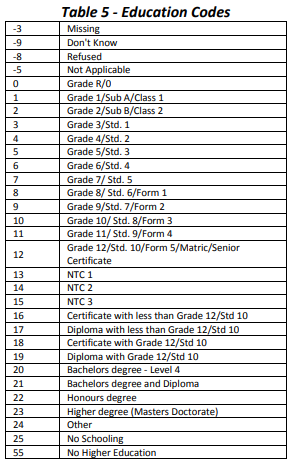 Table 5 - Education Codes
-3 Missing
-9 Don't Know
-8 Refused
-5 Not Applicable
0 Grade R/0
1 Grade 1/Sub A/Class 1
2 Grade 2/Sub B/Class 2
3 Grade 3/Std. 1
4 Grade 4/Std. 2
5 Grade 5/Std. 3
6 Grade 6/Std. 4
7 Grade 7/ Std. 5
8 Grade 8/ Std. 6/Form 1
9 Grade 9/Std. 7/Form 2
10 Grade 10/ Std. 8/Form 3
11 Grade 11/ Std. 9/Form 4
12 Grade 12/Std. 10/Form 5/Matric/Senior
Certificate
13 NTC 1
14 NTC 2
15 NTC 3
16 Certificate with less than Grade 12/Std 10
17 Diploma with less than Grade 12/Std 10
18 Certificate with Grade 12/Std 10
19 Diploma with Grade 12/Std 10
20 Bachelors degree - Level 4
21 Bachelors degree and Diploma
22 Honours degree
23 Higher degree (Masters Doctorate)
24 Other
25 No Schooling
55 No Higher Education